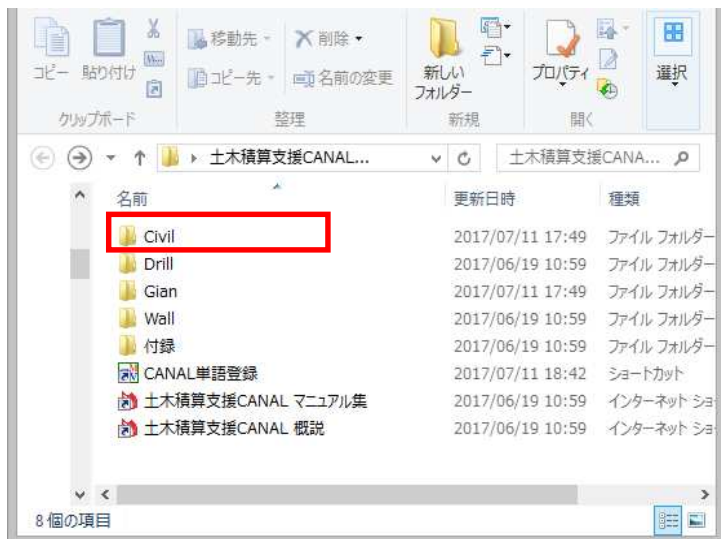 コピー 貼り付け
移動先 削除
コピー先 名前の変更
新しい
フォルダー
プロパティ
選択
クリップボード 整理 新規 開く
土木積算支援CANAL... 土木積算支援CANA...
名前 更新日時 種類
Civil 2017/07/11 17:49 ファイル フォルダー
Drill 2017/06/19 10:59 ファイル フォルダー
Gian 2017/07/11 17:49 ファイル フォルダー
Wall 2017/06/19 10:59 ファイル フォルダー
付録 2017/06/19 10:59 ファイル フォルダー
CANAL単語登録 2017/07/11 18:42 ショートカット
土木積算支援CANAL マニュアル集 2017/06/19 10:59 インターネット ショ
土木積算支援CANAL 概説 2017/06/19 10:59 インターネット ショ
8 個の項目